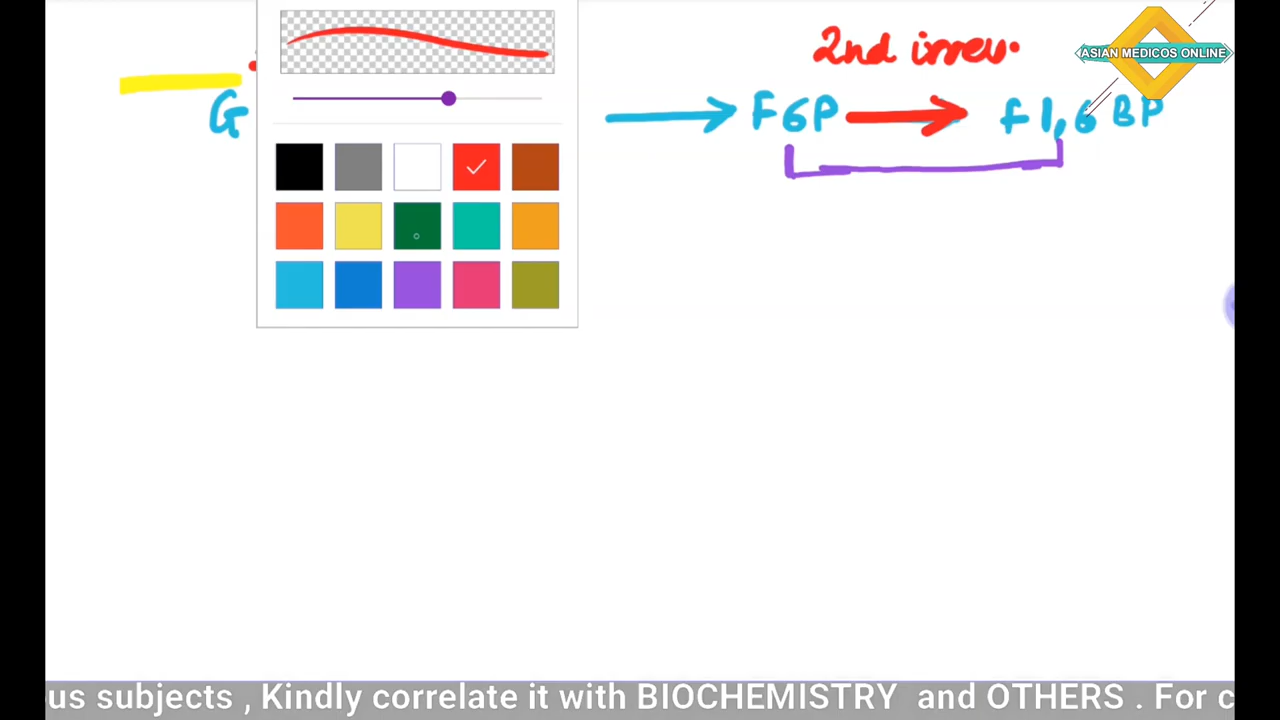 2nd irrev.
ASIAN MEDICOS ONLINE
G
F6P
f1,6 BP
us subjects , Kindly correlate it with BIOCHEMISTRY and OTHERS . For c